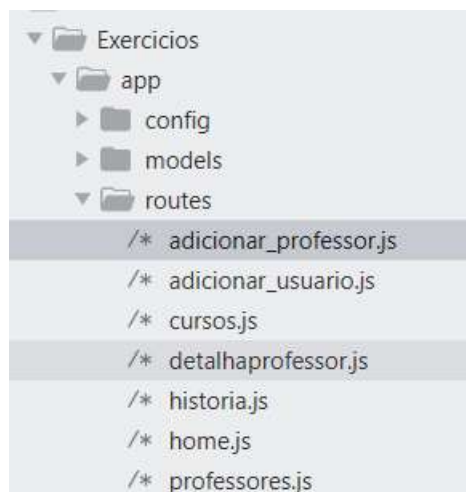 Exercicios
app
config
models
routes
/* adicionar_professor.js
/* adicionar_usuario.js
/* cursos.js
/* detalhaprofessor.js
/* historia.js
/* home.js
/* professores.js